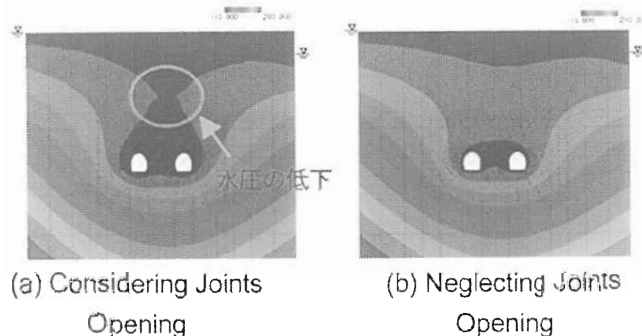 水圧の低下
(a) Considering Joints
Opening
(b) Neglecting Joints
Opening